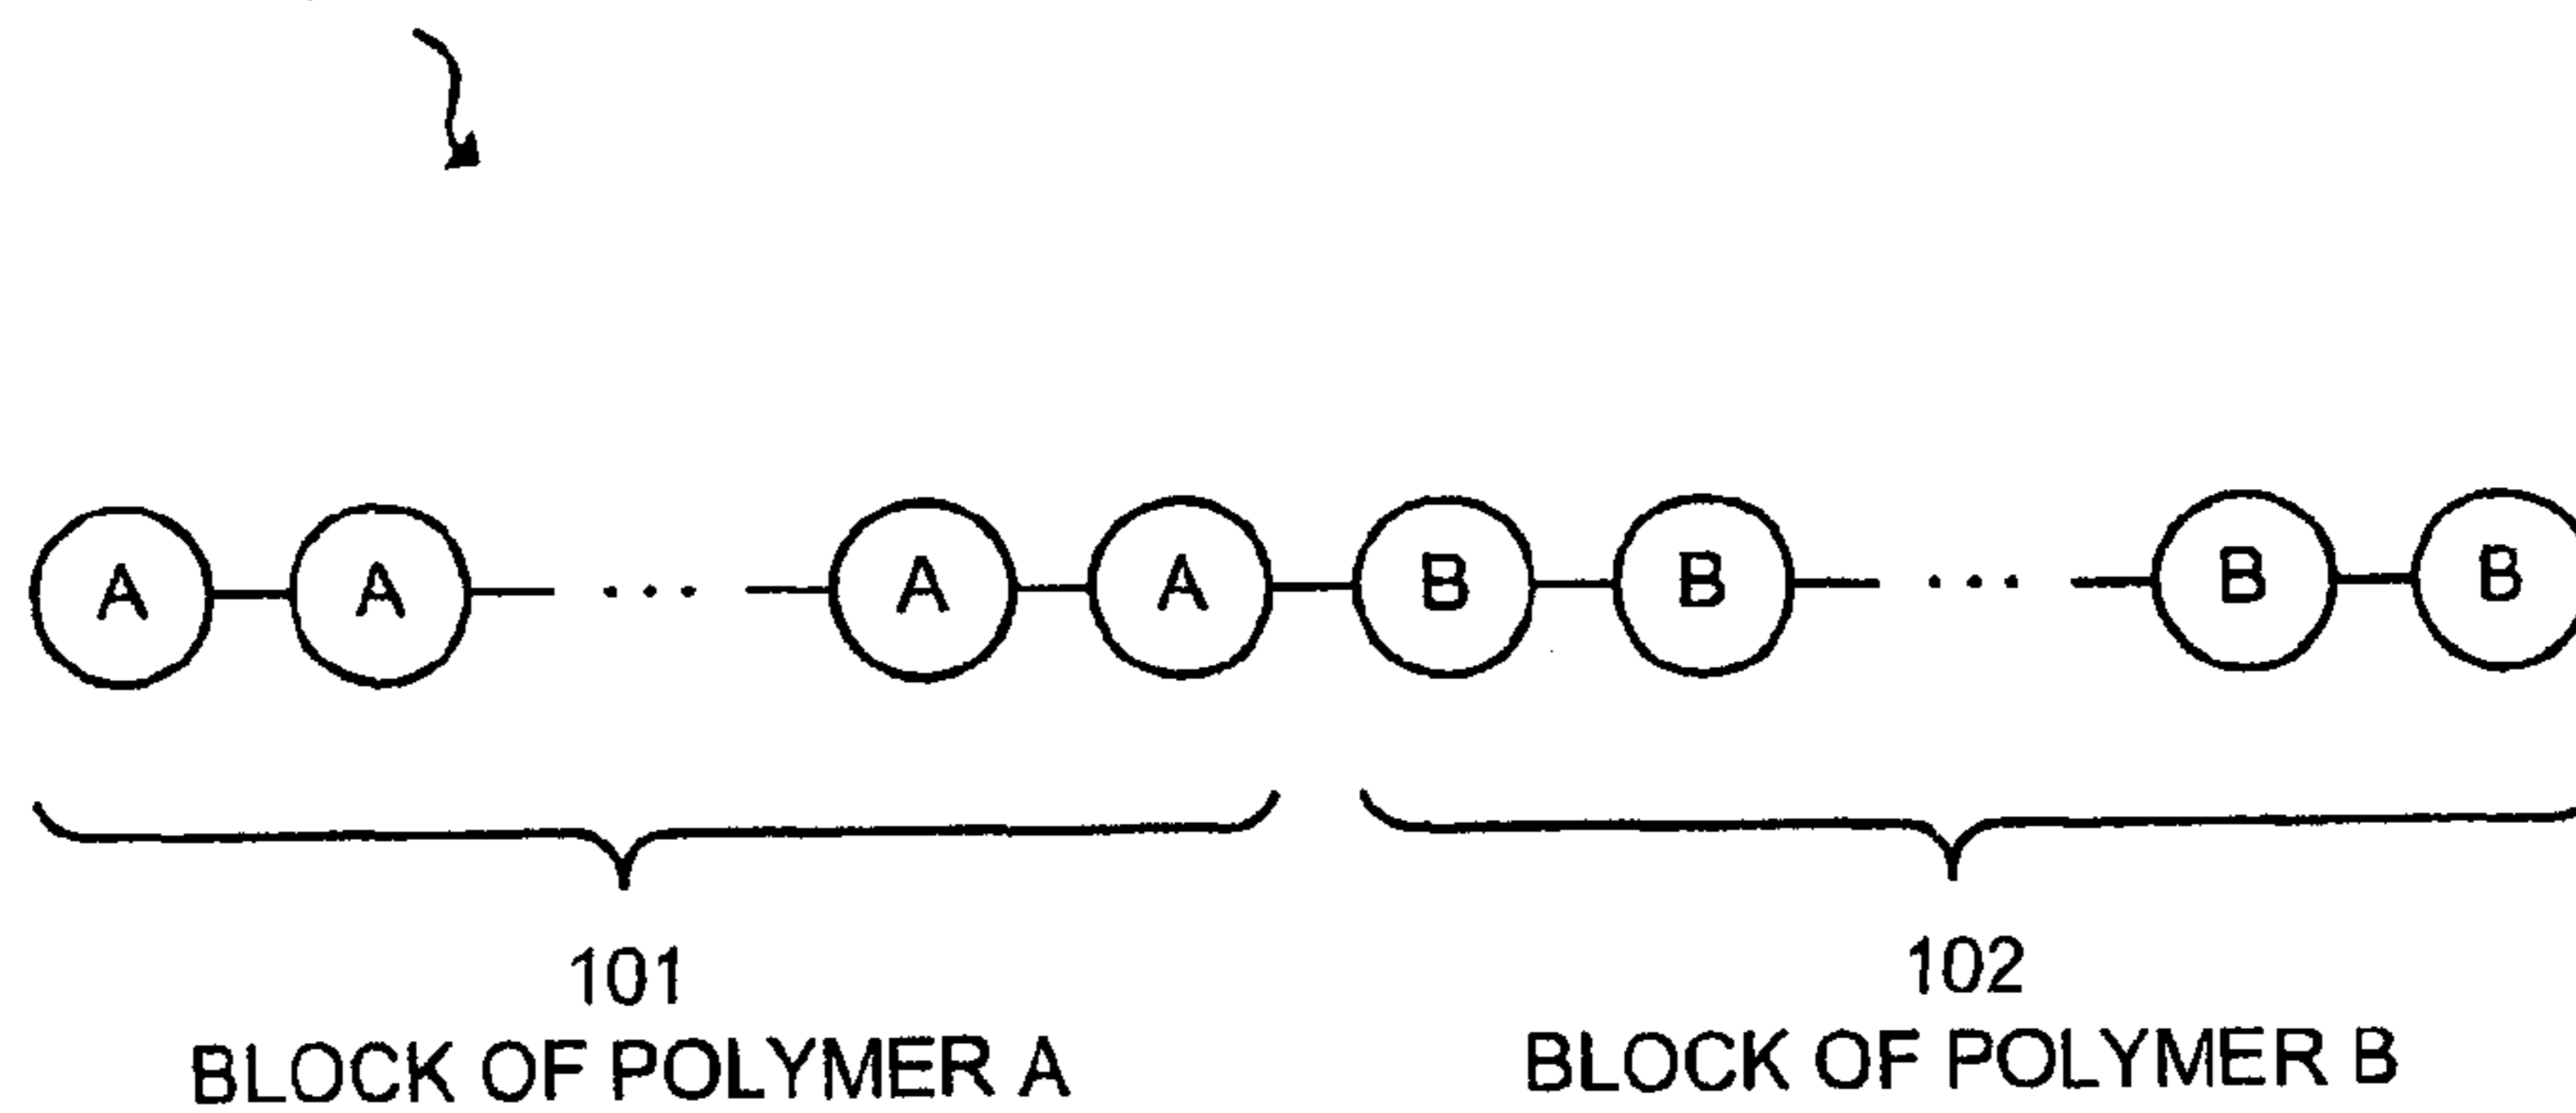 A A ... A A B B ... B B
101 102
BLOCK OF POLYMER A BLOCK OF POLYMER B